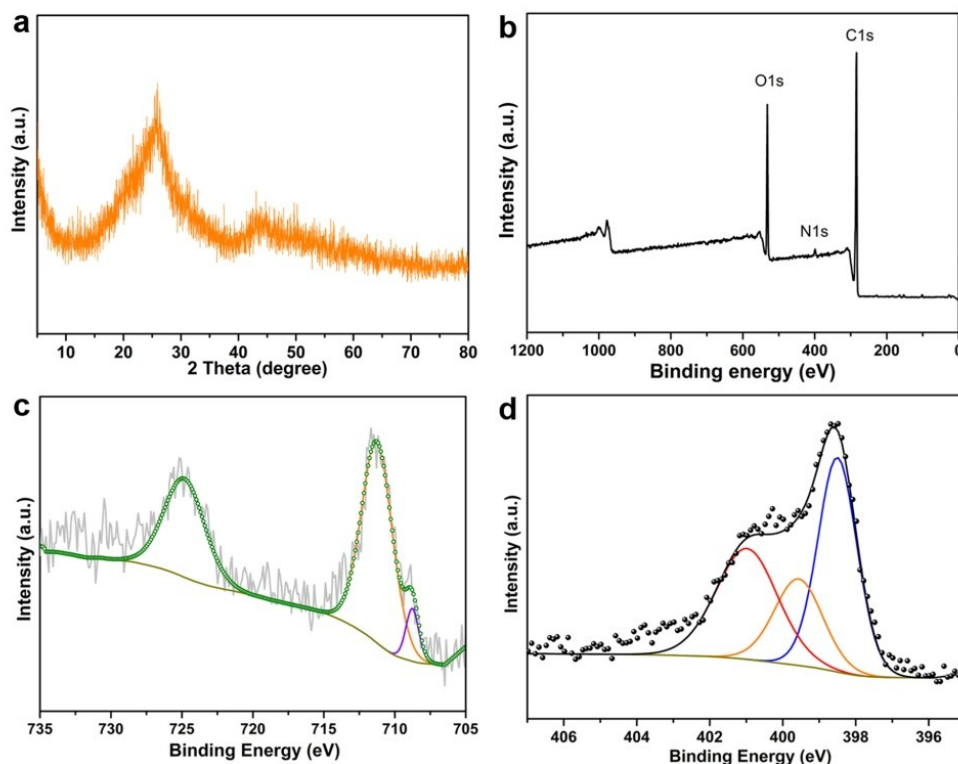 a
Intensity (a.u.)
10 20 30 40 50 60 70 80
2 Theta (degree)
b
C1s
O1s
N1s
Intensity (a.u.)
1200 1000 800 600 400 200 0
Binding energy (eV)
c
Intensity (a.u.)
735 730 725 720 715 710 705
Binding Energy (eV)
d
Intensity (a.u.)
406 404 402 400 398 396
Binding Energy (eV)